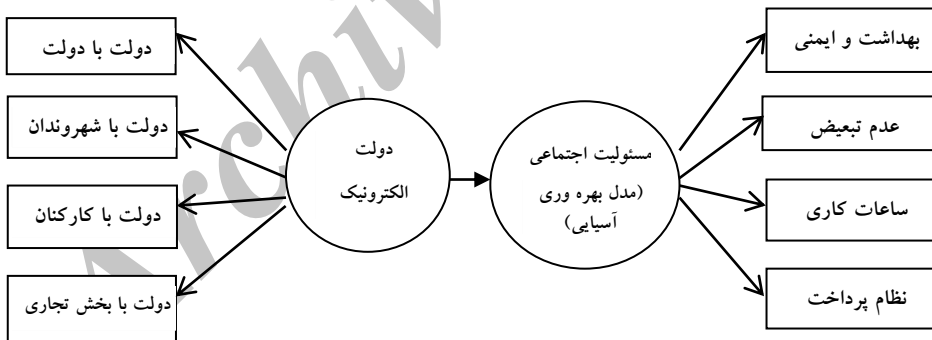 بهداشت و ایمنی
عدم تبعیض
ساعات کاری
نظام پرداخت
مسئولیت اجتماعی
(مدل بهره وری
آسیایی)
دولت
الکترونیک
دولت با دولت
دولت با شهروندان
دولت با کارکنان
دولت با بخش تجاری
Archiv